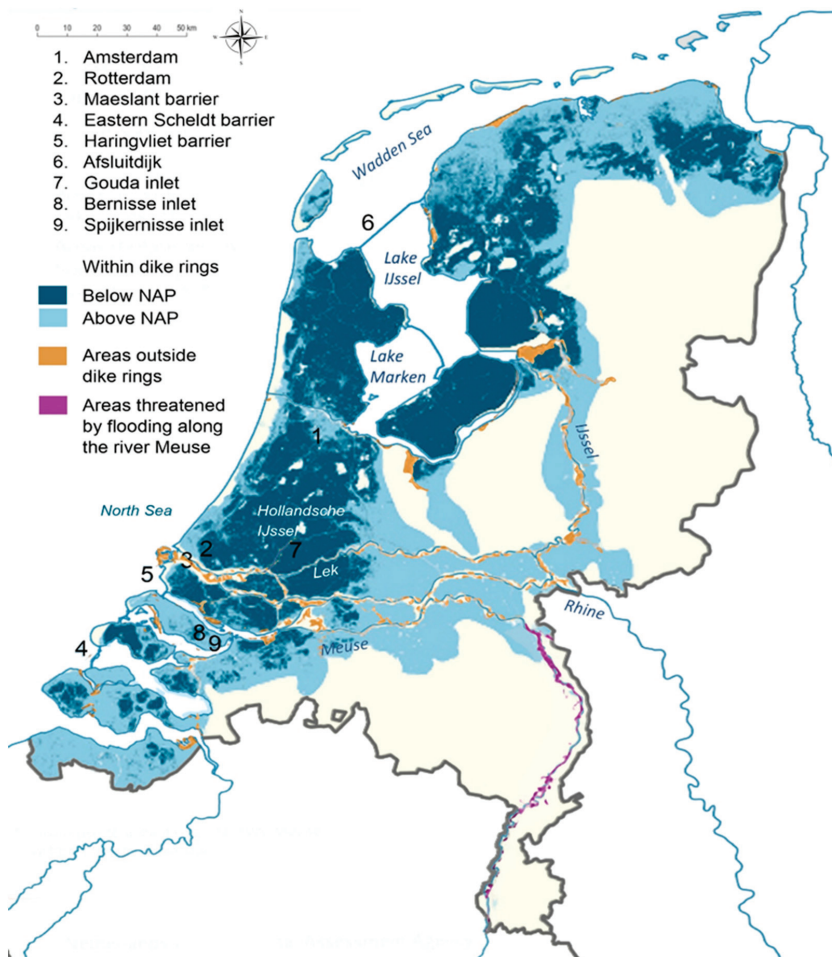 0 10 20 30 40 50 km
1. Amsterdam
2. Rotterdam
3. Maeslant barrier
4. Eastern Scheldt barrier
5. Haringvliet barrier
6. Afsluitdijk
7. Gouda inlet
8. Bernisse inlet
9. Spijkernisse inlet
Within dike rings
Below NAP
Above NAP
Areas outside
dike rings
Areas threatened
by flooding along
the river Meuse
Wadden Sea
6
Lake
IJssel
Lake
Marken
1
IJssel
North Sea
Hollandsche
IJssel
2
7
3
Lek
5
Rhine
8
9
4
Meuse